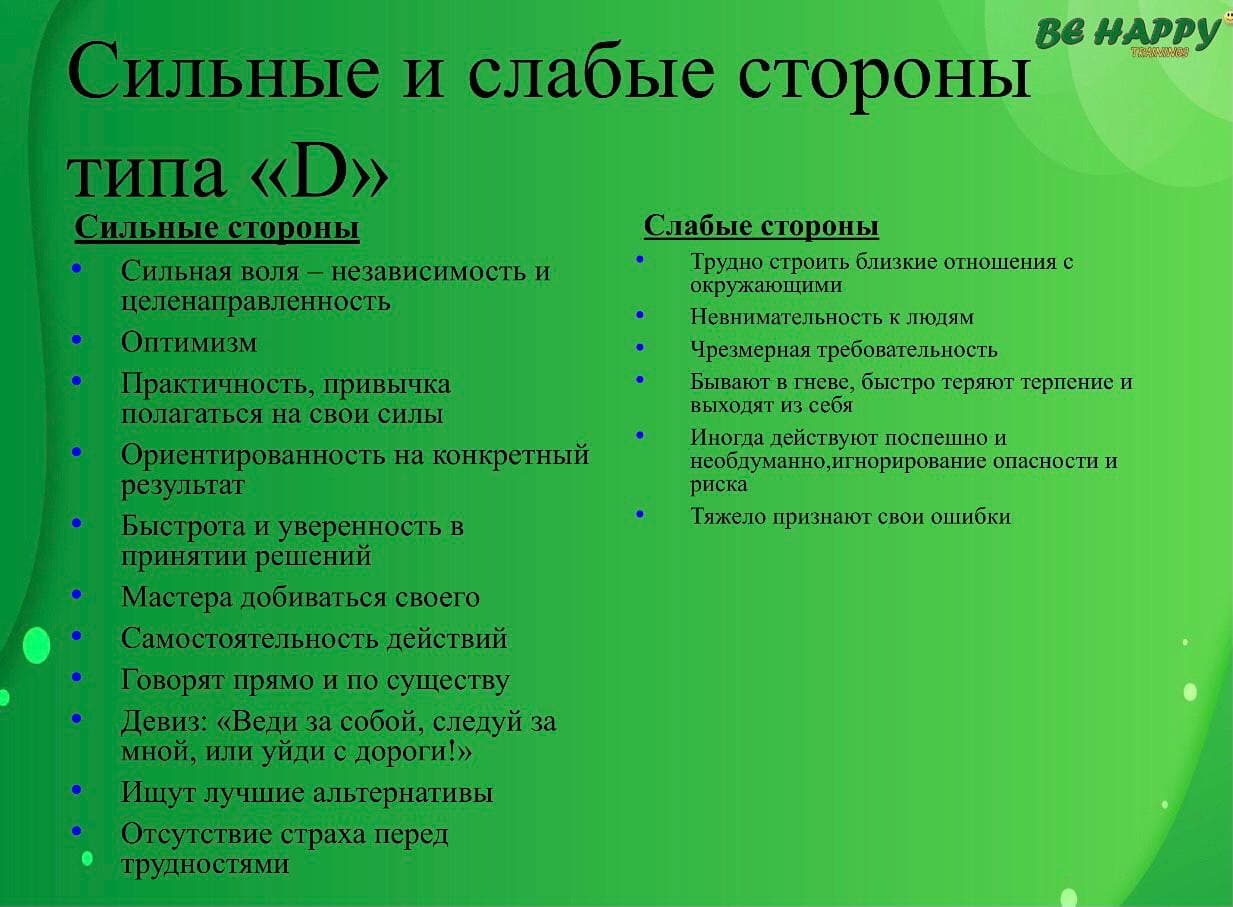 BE HAPPY
TRAININGS
Сильные и слабые стороны
типа «D»
Сильные стороны
• Сильная воля – независимость и
целенаправленность
• Оптимизм
• Практичность, привычка
полагаться на свои силы
• Ориентированность на конкретный
результат
• Быстрота и уверенность в
принятии решений
• Мастера добиваться своего
• Самостоятельность действий
• Говорят прямо и по существу
• Девиз: «Веди за собой, следуй за
мной, или уйди с дороги!»
• Ищут лучшие альтернативы
• Отсутствие страха перед
трудностями
Слабые стороны
• Трудно строить близкие отношения с
окружающими
• Невнимательность к людям
• Чрезмерная требовательность
• Бывают в гневе, быстро теряют терпение и
выходят из себя
• Иногда действуют поспешно и
необдуманно,игнорирование опасности и
риска
• Тяжело признают свои ошибки